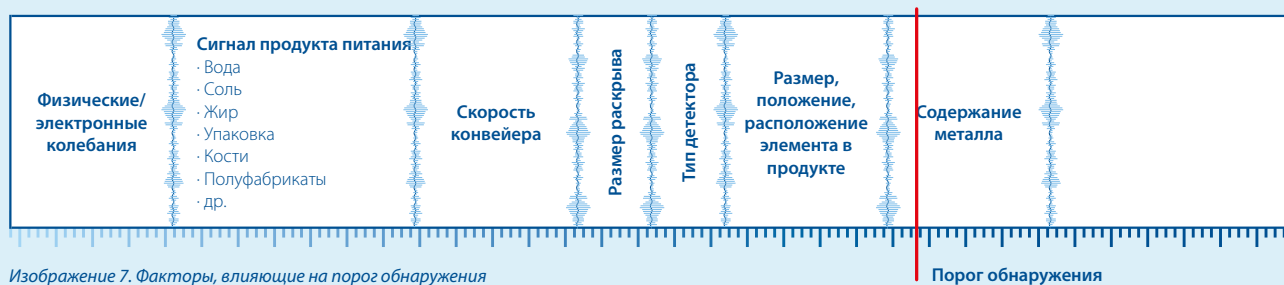 Физические/
электронные
колебания
Сигнал продукта питания
· Вода
· Соль
· Жир
· Упаковка
· Кости
· Полуфабрикаты
· др.
Скорость
конвейера
Размер раскрыва
Тип детектора
Размер,
положение,
расположение
элемента в
продукте
Содержание
металла
Изображение 7. Факторы, влияющие на порог обнаружения
Порог обнаружения